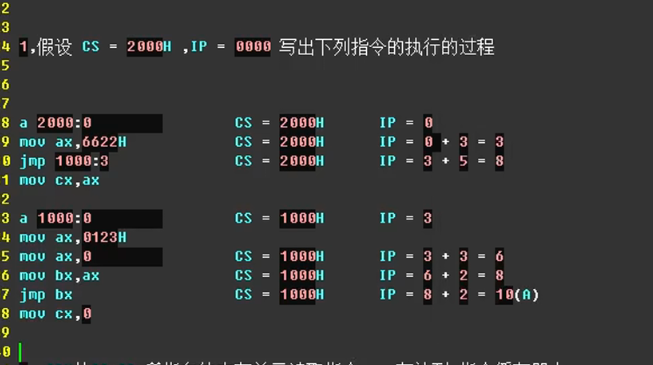 2
3
4 1,假设 CS = 2000H ,IP = 0000 写出下列指令的执行的过程
5
6
7
8 a 2000:0 CS = 2000H IP = 0
9 mov ax,6622H CS = 2000H IP = 0 + 3 = 3
0 jmp 1000:3 CS = 2000H IP = 3 + 5 = 8
1 mov cx,ax
2
3 a 1000:0 CS = 1000H IP = 3
4 mov ax,0123H
5 mov ax,0 CS = 1000H IP = 3 + 3 = 6
6 mov bx,ax CS = 1000H IP = 6 + 2 = 8
7 jmp bx CS = 1000H IP = 8 + 2 = 10(A)
8 mov cx,0
9
0